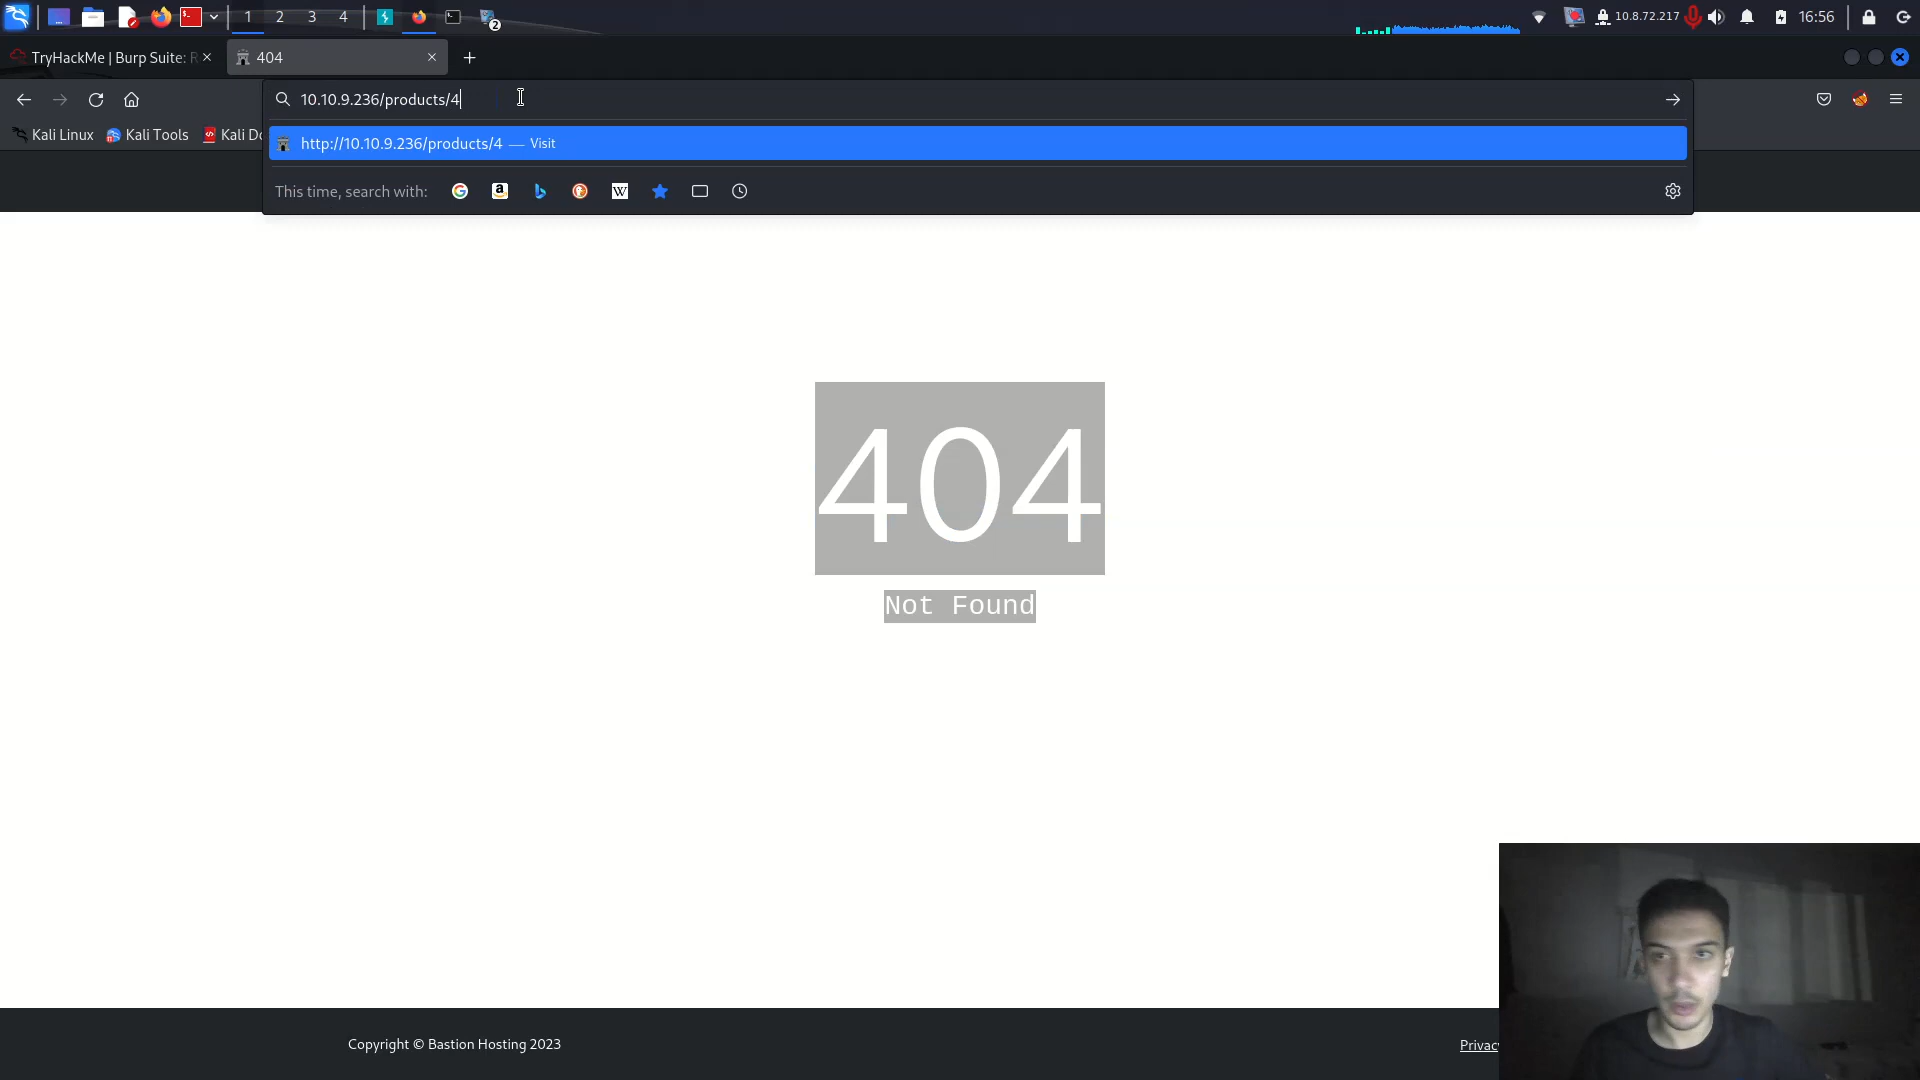 1 2 3 4 2 10.8.72.217 16:56
TryHackMe | Burp Suite: R 404
10.10.9.236/products/4
Kali Linux Kali Tools Kali Do
http://10.10.9.236/products/4 — Visit
This time, search with:
404
Not Found
Copyright © Bastion Hosting 2023
Privac